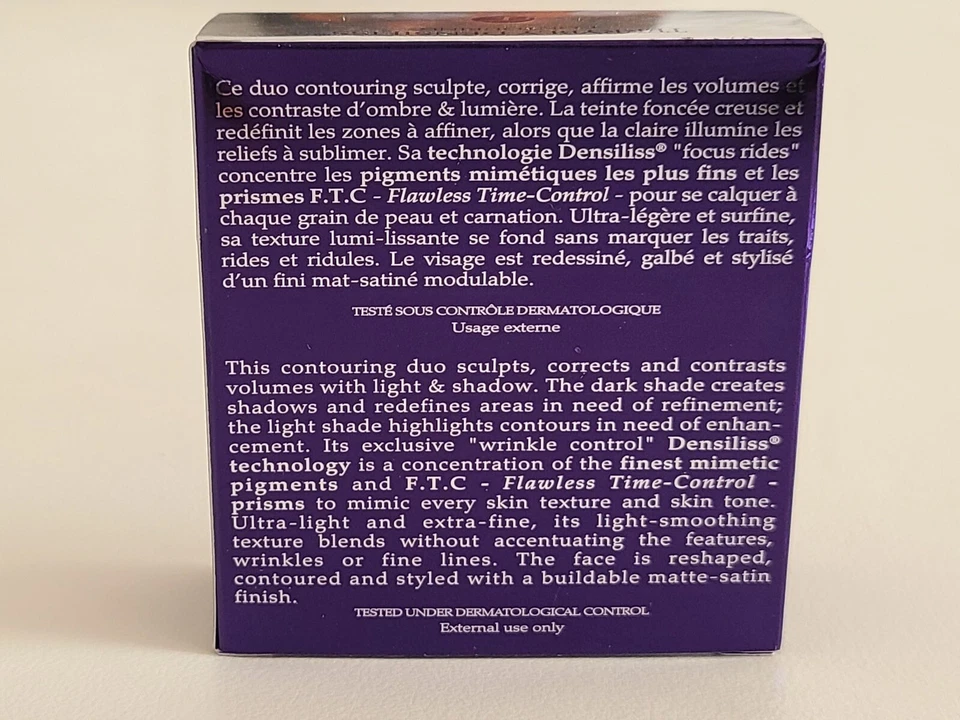 Ce duo contouring sculpte, corrige, affirme les volumes et
les contraste d'ombre & lumière. La teinte foncée creuse et
redéfinit les zones à affiner, alors que la claire illumine les
reliefs à sublimer. Sa technologie Densiliss® "focus rides"
concentre les pigments mimétiques les plus fins et les
prismes F.T.C - Flawless Time-Control - pour se calquer à
chaque grain de peau et carnation. Ultra-légère et surfine,
sa texture lumi-lissante se fond sans marquer les traits,
rides et ridules. Le visage est redessiné, galbé et stylisé
d'un fini mat-satiné modulable.
TESTÉ SOUS CONTRÔLE DERMATOLOGIQUE
Usage externe
This contouring duo sculpts, corrects and contrasts
volumes with light & shadow. The dark shade creates
shadows and redefines areas in need of refinement;
the light shade highlights contours in need of enhan-
cement. Its exclusive "wrinkle control" Densiliss®
technology is a concentration of the finest mimetic
pigments and F.T.C - Flawless Time-Control -
prisms to mimic every skin texture and skin tone.
Ultra-light and extra-fine, its light-smoothing
texture blends without accentuating the features,
wrinkles or fine lines. The face is reshaped,
contoured and styled with a buildable matte-satin
finish.
TESTED UNDER DERMATOLOGICAL CONTROL
External use only